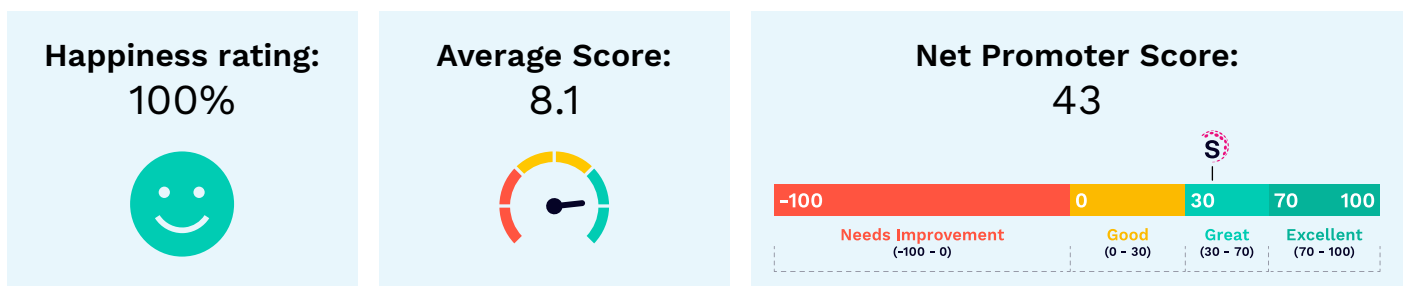 Happiness rating:
100%
Average Score:
8.1
Net Promoter Score:
43
S
-100
0
30
70
100
Needs Improvement
(-100 - 0)
Good
(0 - 30)
Great
(30 - 70)
Excellent
(70 - 100)